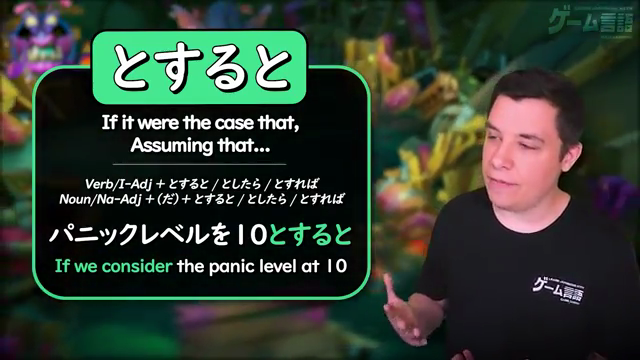 ゲーム言語
とすると
If it were the case that,
Assuming that...
Verb/I-Adj + とすると / としたら / とすれば
Noun/Na-Adj + (だ) + とすると / としたら / とすれば
パニックレベルを10とすると
If we consider the panic level at 10
ゲーム言語